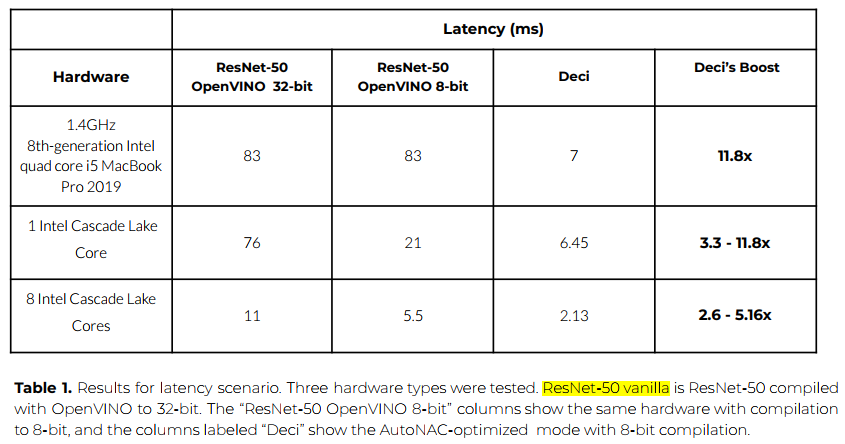 Latency (ms)
Hardware
ResNet-50
OpenVINO 32-bit
ResNet-50
OpenVINO 8-bit
Deci
Deci's Boost
1.4GHz
8th-generation Intel
quad core i5 MacBook
Pro 2019
83
83
7
11.8x
1 Intel Cascade Lake
Core
76
21
6.45
3.3 - 11.8x
8 Intel Cascade Lake
Cores
11
5.5
2.13
2.6 - 5.16x
Table 1. Results for latency scenario. Three hardware types were tested. ResNet-50 vanilla is ResNet-50 compiled
with OpenVINO to 32-bit. The “ResNet-50 OpenVINO 8-bit” columns show the same hardware with compilation
to 8-bit, and the columns labeled “Deci” show the AutoNAC-optimized mode with 8-bit compilation.